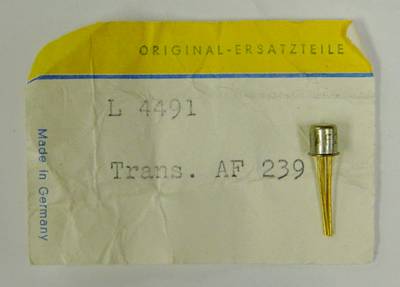 ORIGINAL-ERSATZTEILE
L 4491
Trans. AF 239
Made in Germany